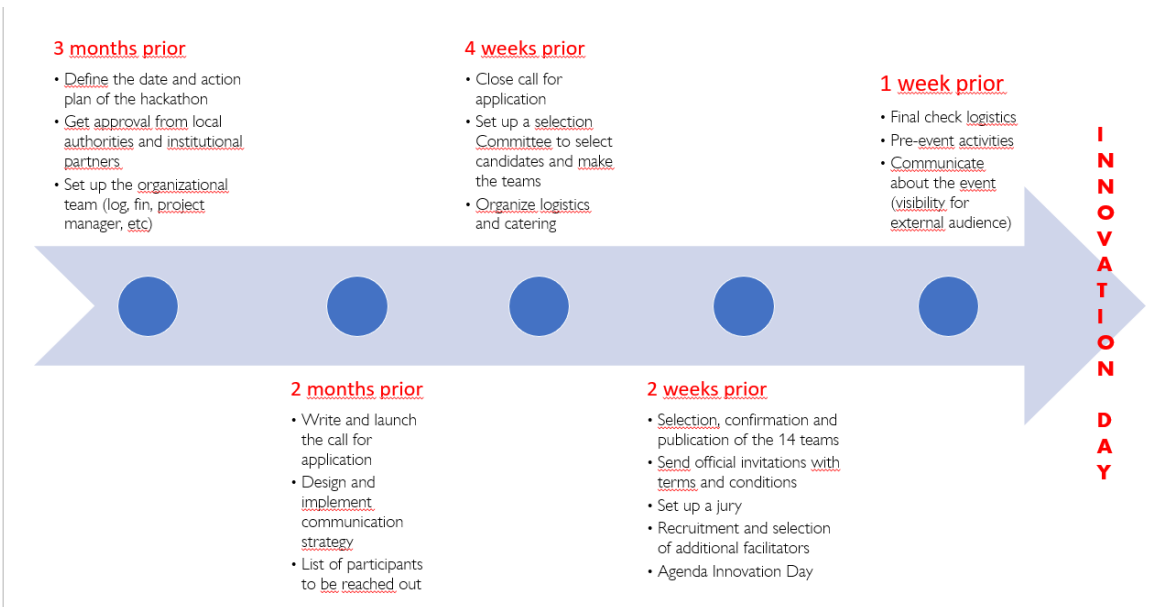 3 months prior
• Define the date and action
plan of the hackathon
• Get approval from local
authorities and institutional
partners
• Set up the organizational
team (log, fin, project
manager, etc)
2 months prior
• Write and launch
the call for
application
• Design and
implement
communication
strategy
• List of participants
to be reached out
4 weeks prior
• Close call for
application
• Set up a selection
Committee to select
candidates and make
the teams
• Organize logistics
and catering
2 weeks prior
• Selection, confirmation and
publication of the 14 teams
• Send official invitations with
terms and conditions
• Set up a jury
• Recruitment and selection
of additional facilitators
• Agenda Innovation Day
1 week prior
• Final check logistics
• Pre-event activities
• Communicate
about the event
(visibility for
external audience)
I
N
N
O
V
A
T
I
O
N
D
A
Y